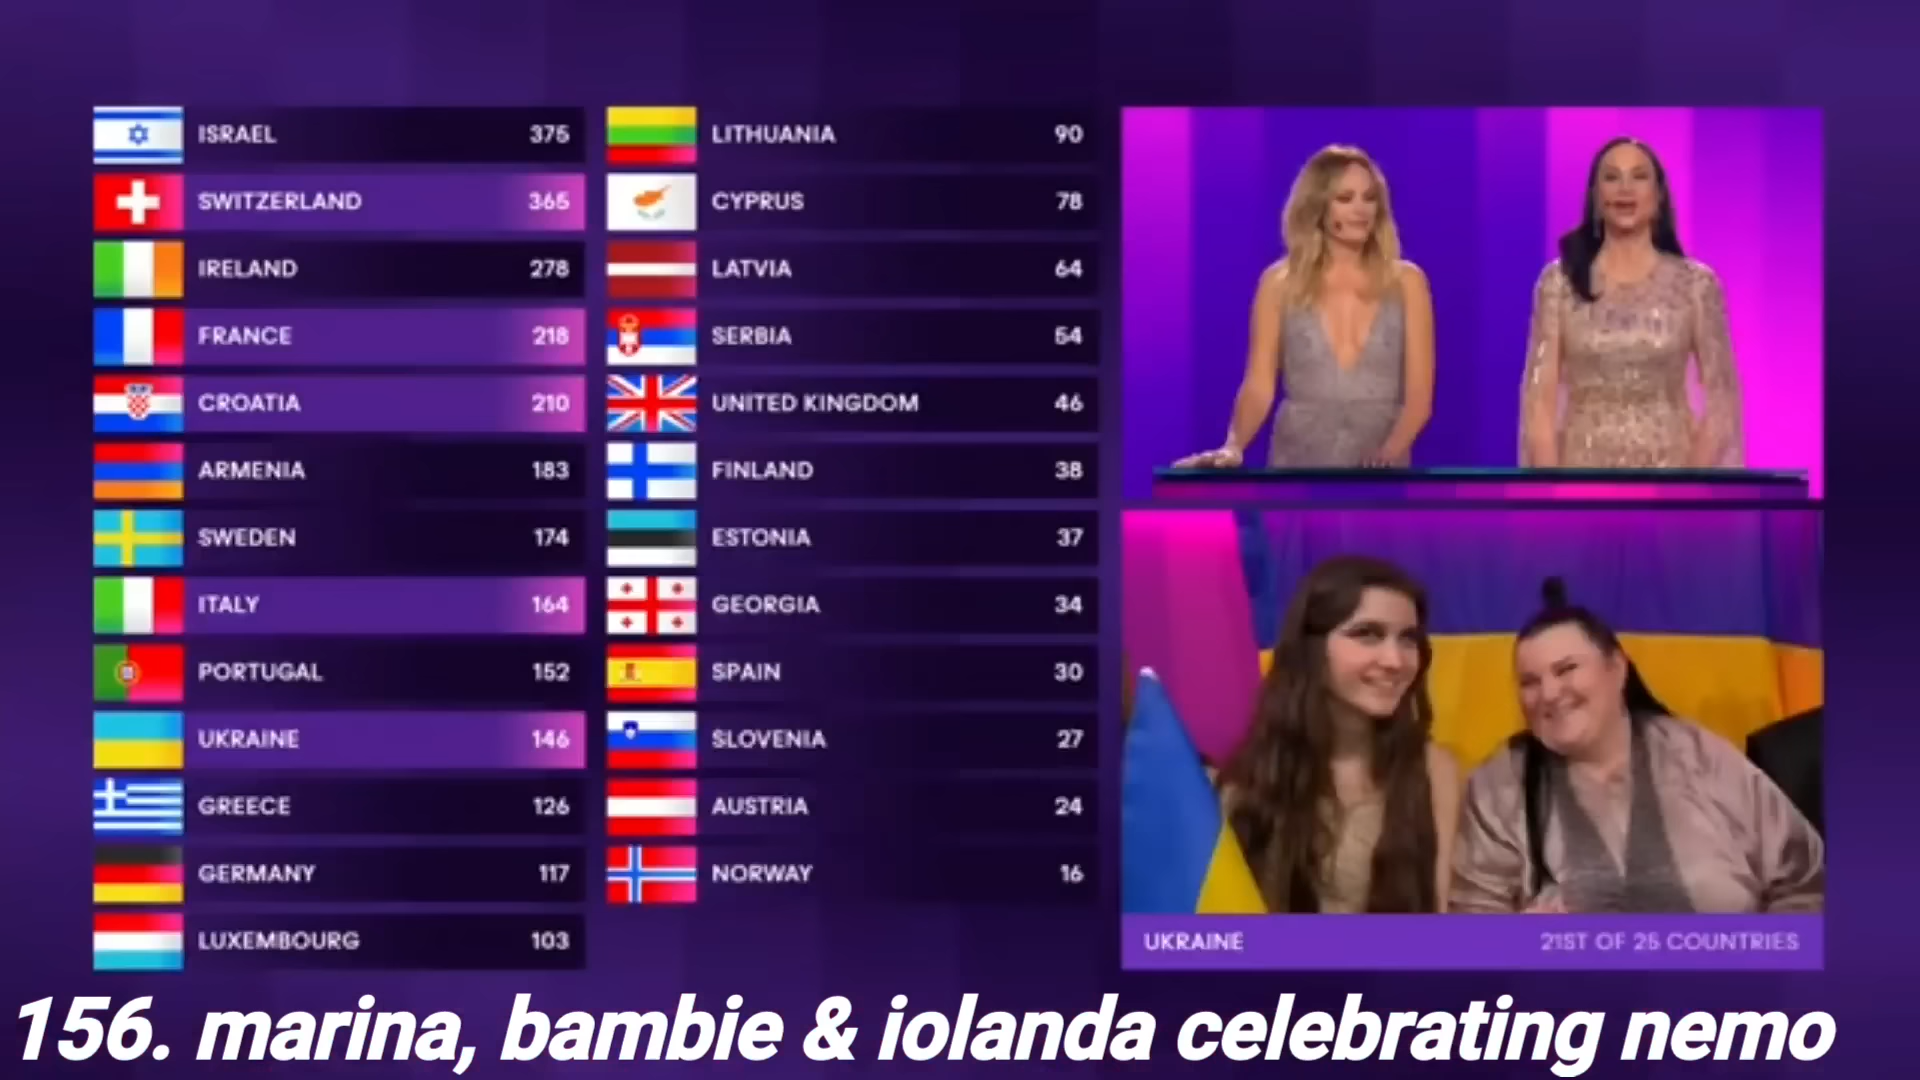 ISRAEL 375
SWITZERLAND 365
IRELAND 278
FRANCE 218
CROATIA 210
ARMENIA 183
SWEDEN 174
ITALY 164
PORTUGAL 152
UKRAINE 146
GREECE 126
GERMANY 117
LUXEMBOURG 103
LITHUANIA 90
CYPRUS 78
LATVIA 64
SERBIA 54
UNITED KINGDOM 46
FINLAND 38
ESTONIA 37
GEORGIA 34
SPAIN 30
SLOVENIA 27
AUSTRIA 24
NORWAY 16
UKRAINE 21ST OF 25 COUNTRIES
156. marina, bambie & iolanda celebrating nemo